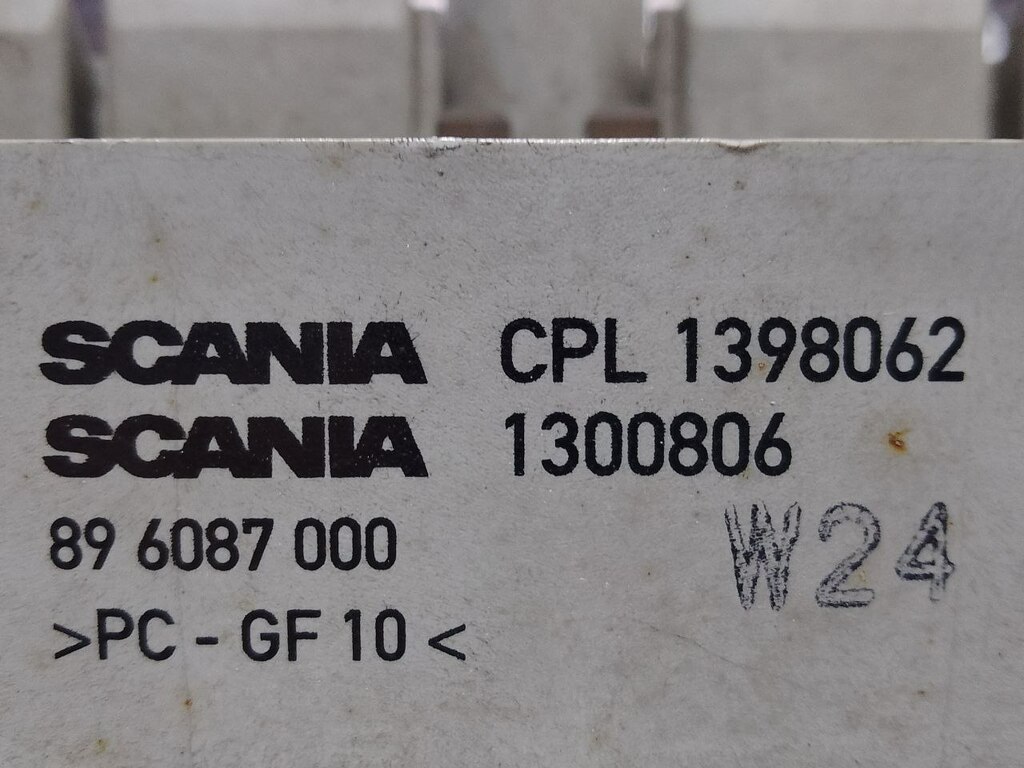 SCANIA CPL 1398062
SCANIA 1300806
89 6087 000
W24
>PC - GF 10 <